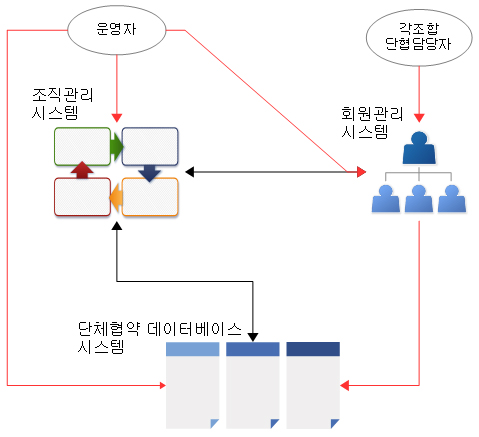 운영자
각조합
단협담당자
조직관리
시스템
회원관리
시스템
단체협약 데이터베이스
시스템